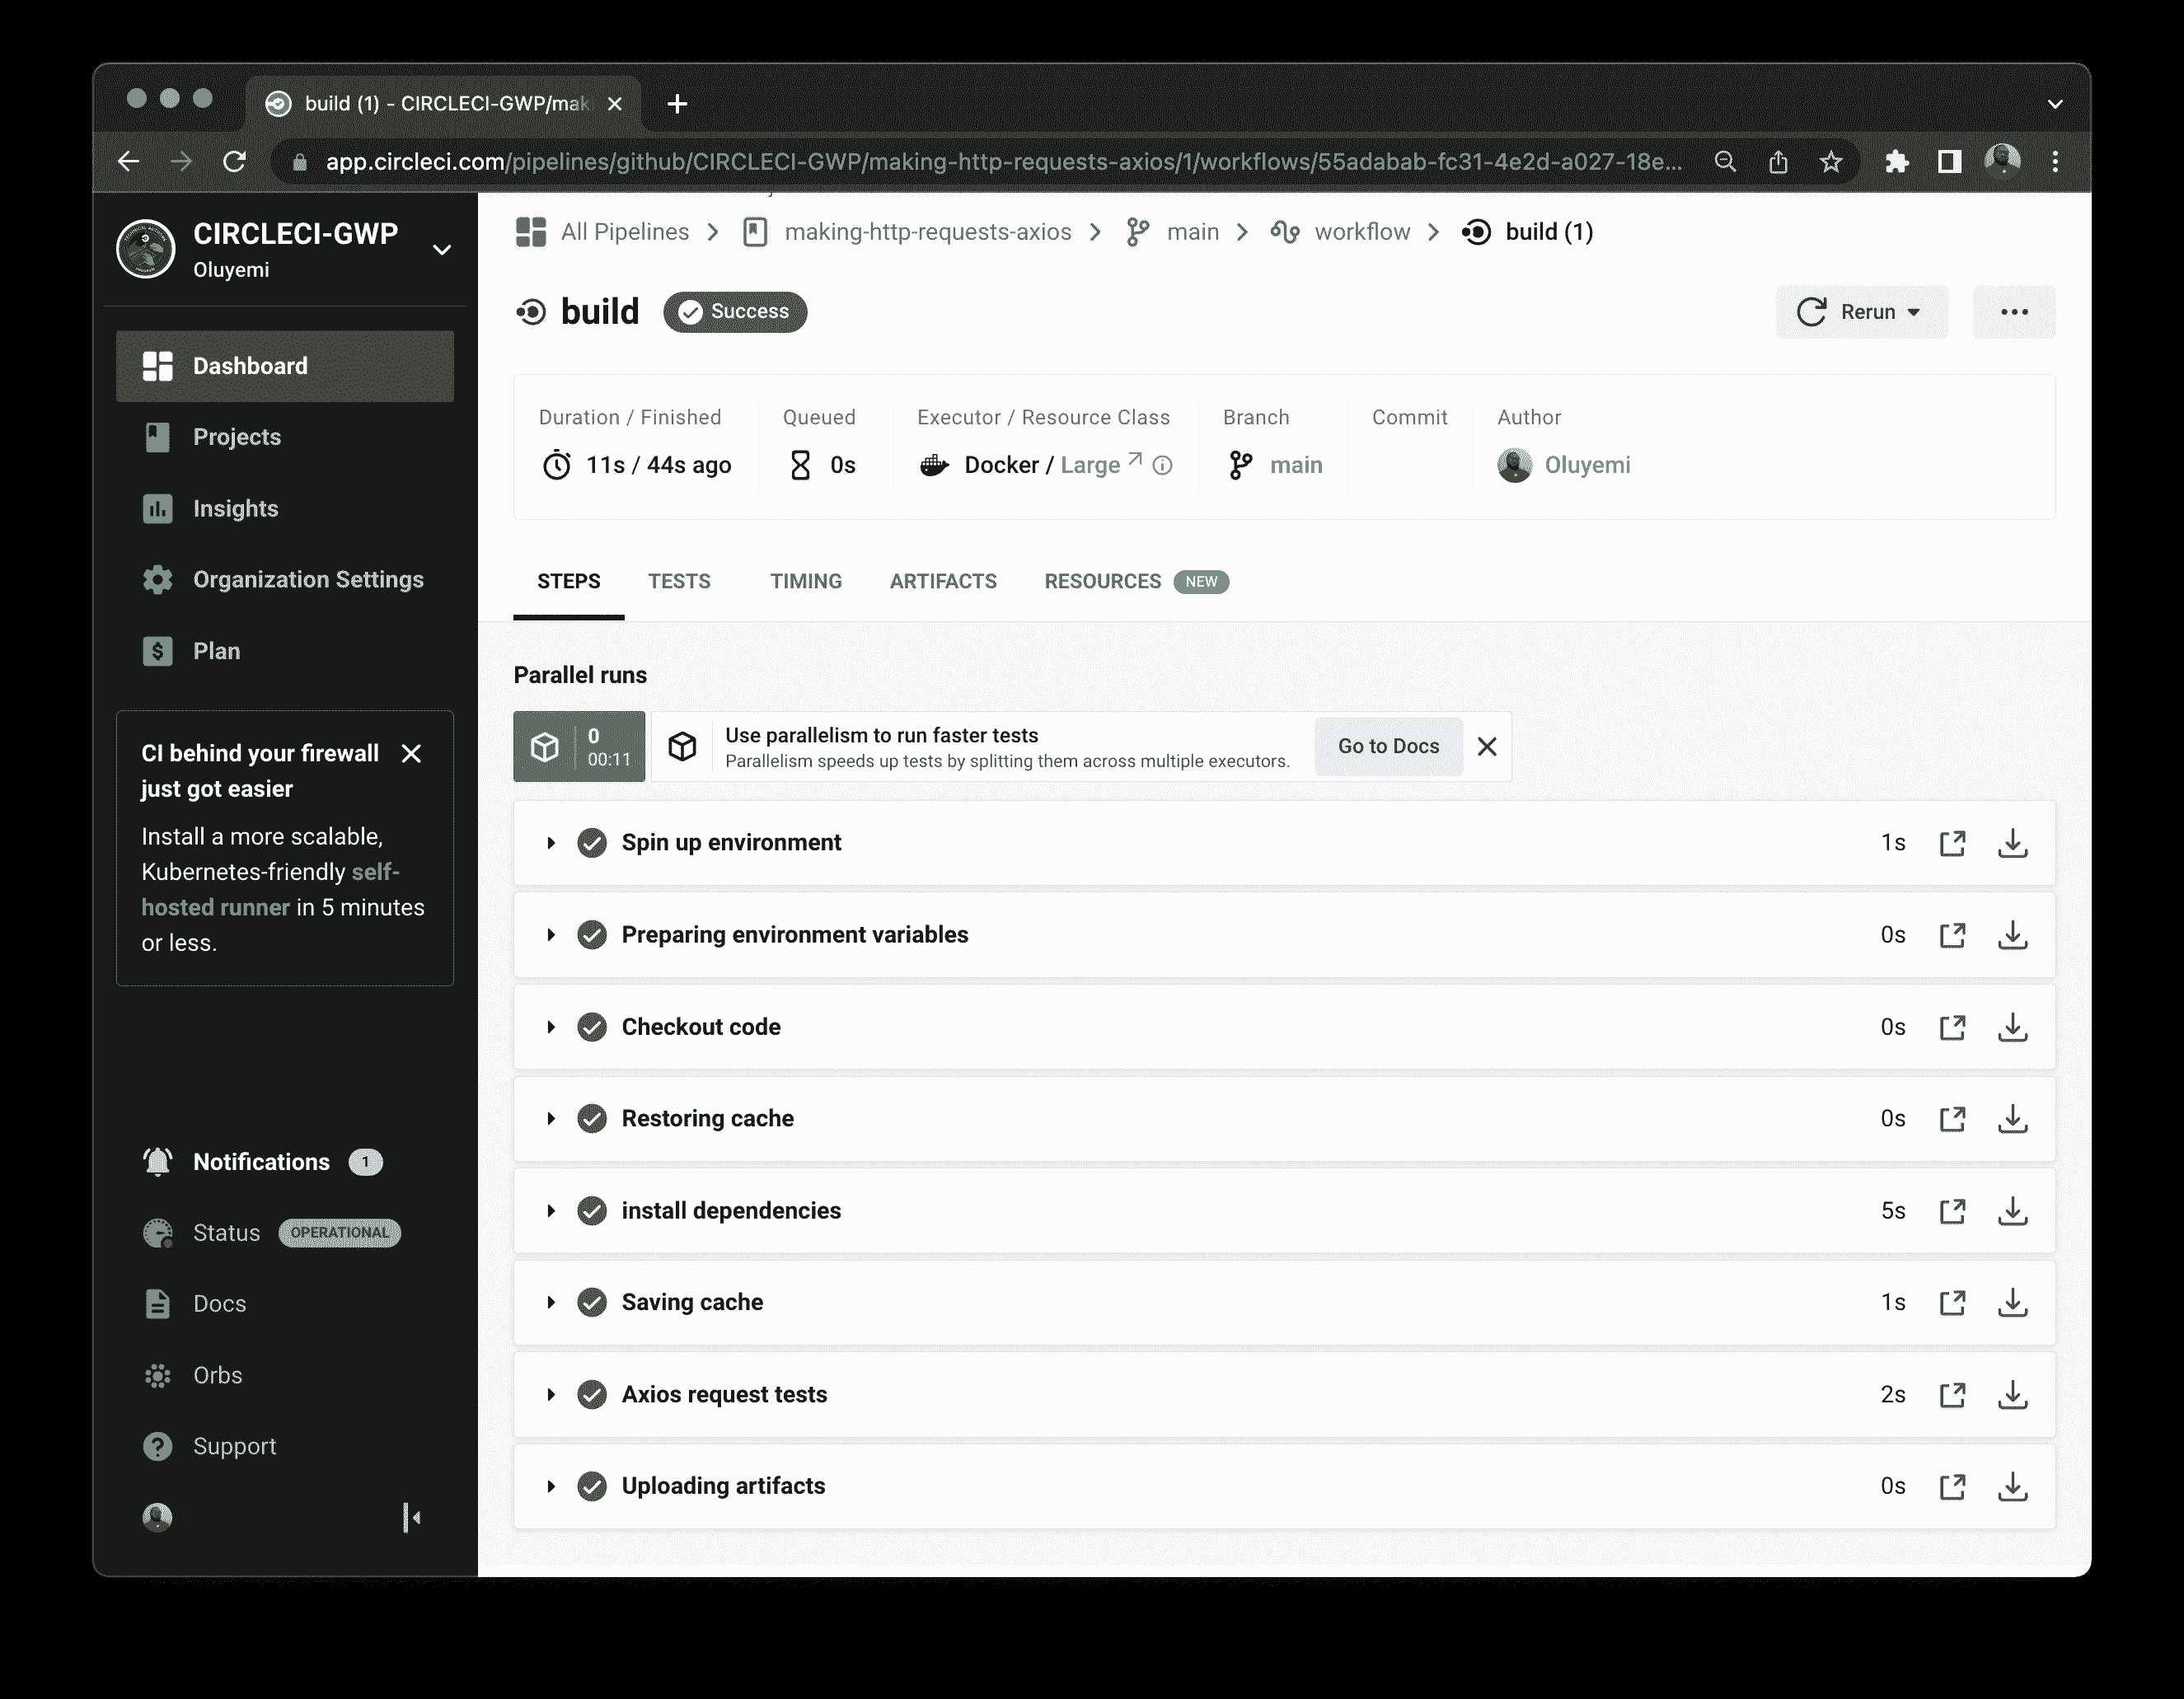 build (1) - CIRCLECI-GWP/mak
app.circleci.com/pipelines/github/CIRCLECI-GWP/making-http-requests-axios/1/workflows/55adabab-fc31-4e2d-a027-18e...
CIRCLECI-GWP
Oluyemi
Dashboard
Projects
Insights
Organization Settings
$ Plan
CI behind your firewall
just got easier
Install a more scalable,
Kubernetes-friendly self-
hosted runner in 5 minutes
or less.
Notifications 1
Status OPERATIONAL
Docs
Orbs
? Support
All Pipelines making-http-requests-axios main workflow build (1)
build Success Rerun
Duration / Finished Queued Executor / Resource Class Branch Commit Author
11s / 44s ago 0s Docker / Large main Oluyemi
STEPS TESTS TIMING ARTIFACTS RESOURCES NEW
Parallel runs
0
00:11
Use parallelism to run faster tests
Parallelism speeds up tests by splitting them across multiple executors.
Go to Docs
Spin up environment 1s
Preparing environment variables 0s
Checkout code 0s
Restoring cache 0s
install dependencies 5s
Saving cache 1s
Axios request tests 2s
Uploading artifacts 0s